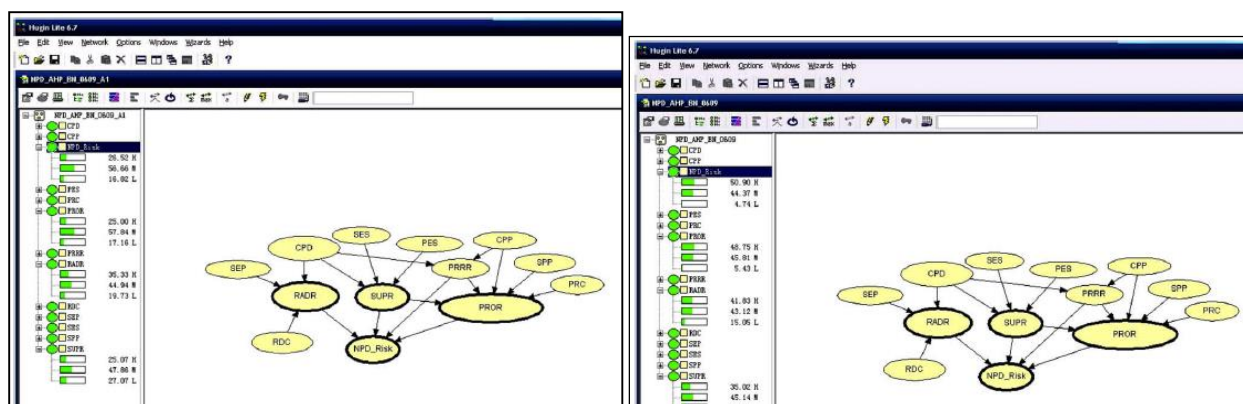 Hugin Lite 6.7
File Edit View Network Options Windows Wizards Help
NPD_AHP_BN_0609_A1
NPD_AHP_BN_0609_A1
CPD
CPP
NPD_Risk
26.52 H
56.66 M
16.82 L
PES
PRC
PROR
25.00 H
57.84 M
17.16 L
PRRR
RADR
35.33 H
44.94 M
19.73 L
RDC
SEP
SES
SPP
SUPR
25.07 H
47.86 M
27.07 L
SES
CPD
PES
CPP
SEP
PRRR
SPP
PRC
RADR
SUPR
PROR
RDC
NPD_Risk
Hugin Lite 6.7
File Edit View Network Options Windows Wizards Help
NPD_AHP_BN_0609
NPD_AHP_BN_0609
CPD
CPP
NPD_Risk
50.90 H
44.37 M
4.74 L
PES
PRC
PROR
48.75 H
45.81 M
5.43 L
PRRR
RADR
41.83 H
43.12 M
15.05 L
RDC
SEP
SES
SPP
SUPR
35.02 H
45.14 M
SES
CPD
PES
CPP
SEP
PRRR
SPP
PRC
RADR
SUPR
PROR
RDC
NPD_Risk